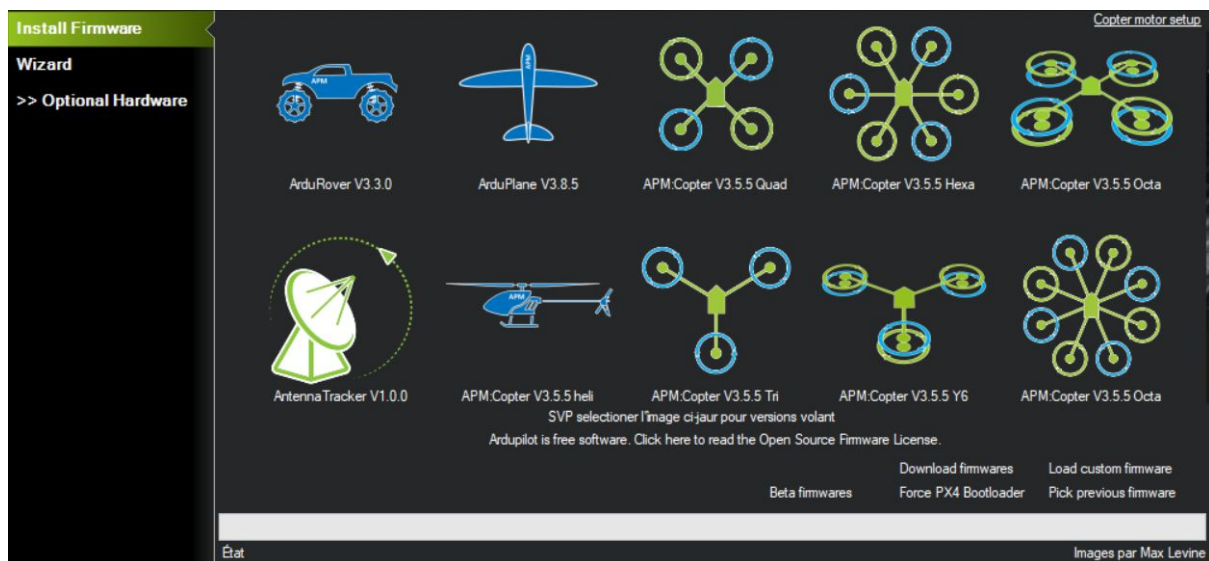 Install Firmware
Wizard
>> Optional Hardware
Copter motor setup
APM
APM
ArduRover V3.3.0
ArduPlane V3.8.5
APM:Copter V3.5.5 Quad
APM:Copter V3.5.5 Hexa
APM:Copter V3.5.5 Octa
APM
AntennaTracker V1.0.0
APM:Copter V3.5.5 heli
APM:Copter V3.5.5 Tri
APM:Copter V3.5.5 Y6
APM:Copter V3.5.5 Octa
SVP selectioner l'image ci-jaur pour versions volant
Ardupilot is free software. Click here to read the Open Source Firmware License.
Download firmwares
Load custom firmware
Beta firmwares
Force PX4 Bootloader
Pick previous firmware
État
Images par Max Levine